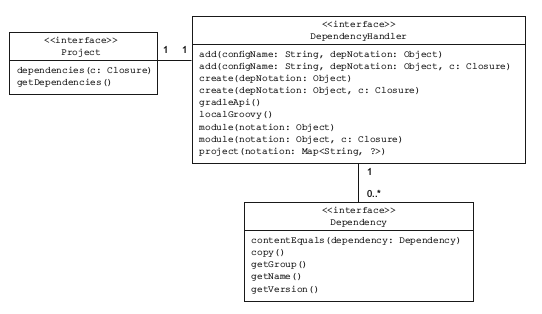 <<interface>>
Project
dependencies(c: Closure)
getDependencies()
1 1
<<interface>>
DependencyHandler
add(configName: String, depNotation: Object)
add(configName: String, depNotation: Object, c: Closure)
create(depNotation: Object)
create(depNotation: Object, c: Closure)
gradleApi()
localGroovy()
module(notation: Object)
module(notation: Object, c: Closure)
project(notation: Map<String, ?>)
1
0..*
<<interface>>
Dependency
contentEquals(dependency: Dependency)
copy()
getGroup()
getName()
getVersion()